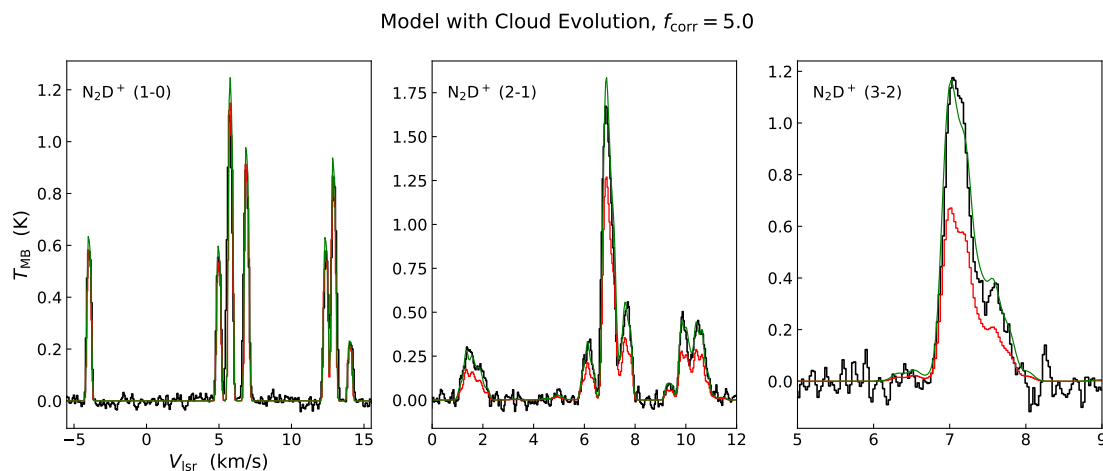 Model with Cloud Evolution, f_corr = 5.0
N₂D⁺ (1-0)
N₂D⁺ (2-1)
N₂D⁺ (3-2)
T_MB (K)
1.2
1.0
0.8
0.6
0.4
0.2
0.0
1.75
1.50
1.25
1.00
0.75
0.50
0.25
0.00
1.2
1.0
0.8
0.6
0.4
0.2
0.0
−5 0 5 10 15
0 2 4 6 8 10 12
5 6 7 8 9
V_lsr (km/s)